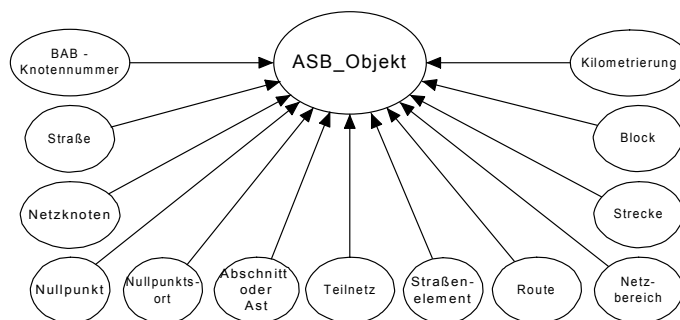 BAB -
Knotennummer
ASB_Objekt
Kilometrierung
Straße
Block
Netzknoten
Strecke
Nullpunkt
Nullpunkts-
ort
Abschnitt
oder
Ast
Teilnetz
Straßen-
element
Route
Netz-
bereich